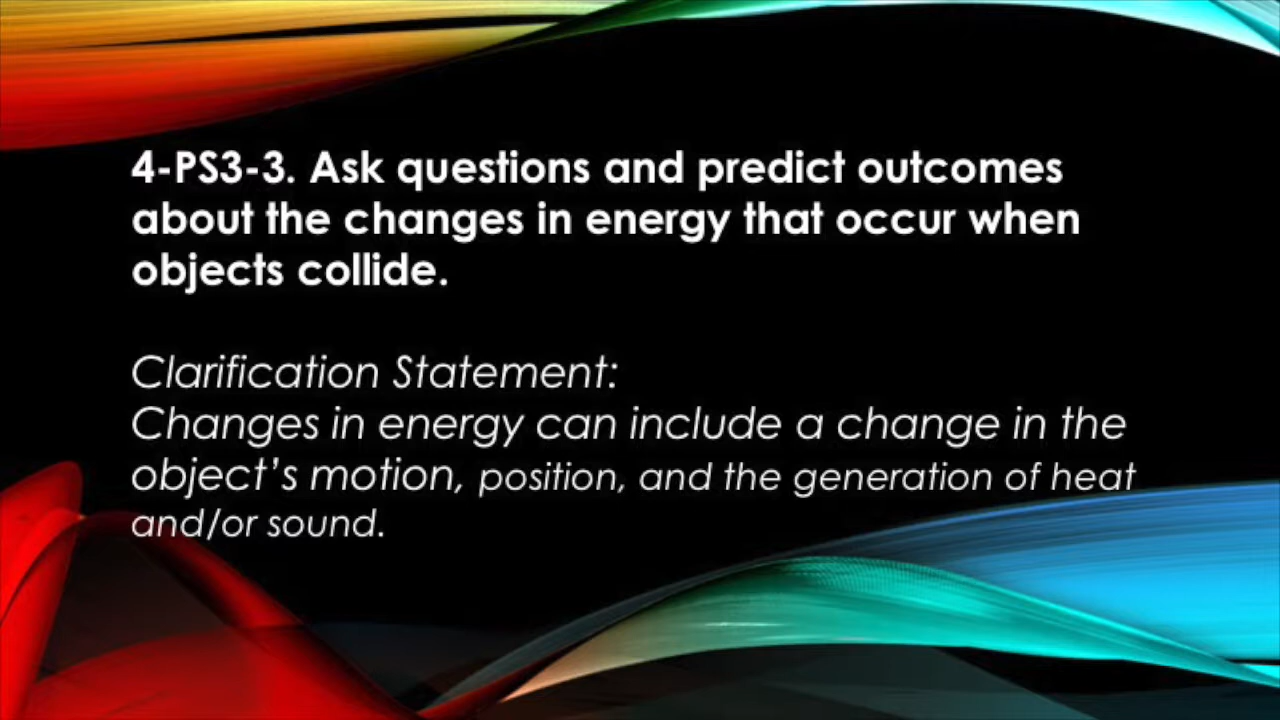 4-PS3-3. Ask questions and predict outcomes
about the changes in energy that occur when
objects collide.
Clarification Statement:
Changes in energy can include a change in the
object’s motion, position, and the generation of heat
and/or sound.